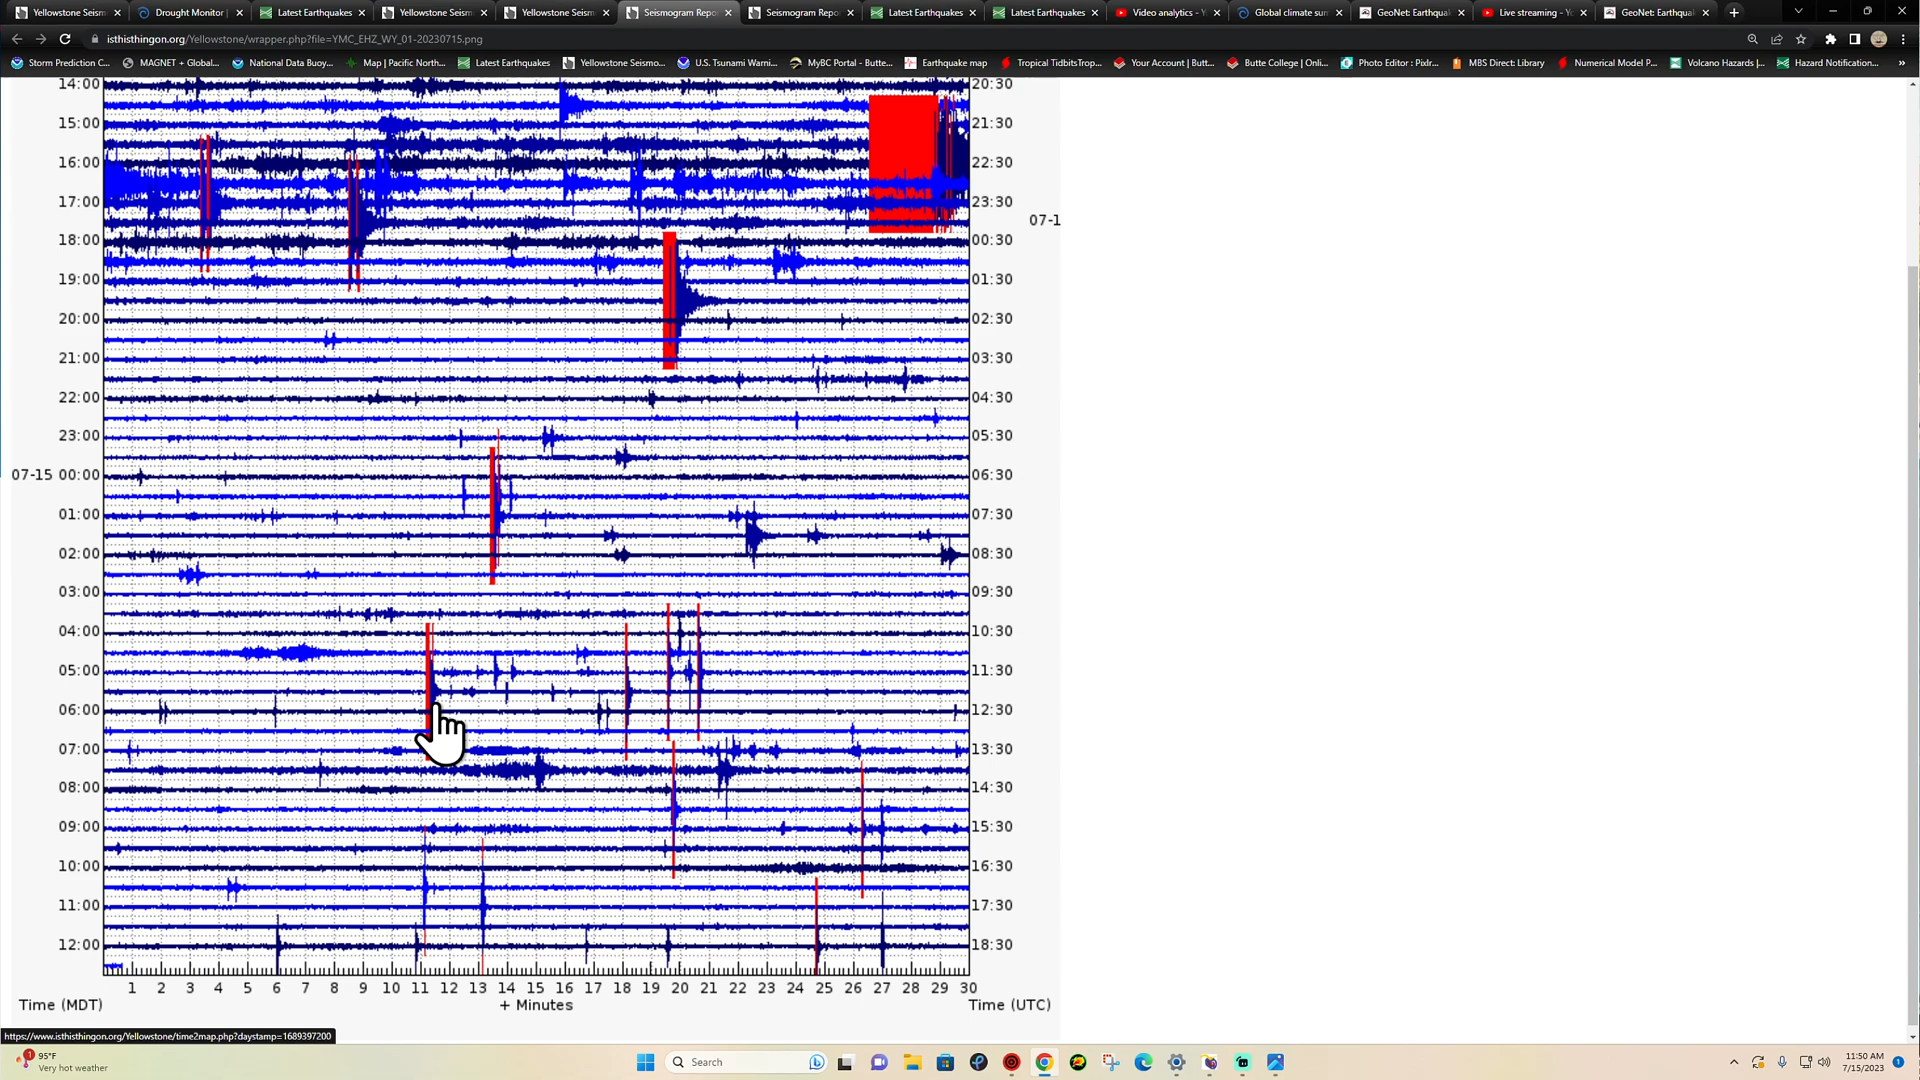 Yellowstone Seism
Drought Monitor |
Latest Earthquakes
Yellowstone Seism
Yellowstone Seism
Seismogram Repo
Seismogram Repo
Latest Earthquakes
Latest Earthquakes
Video analytics - Y
Global climate sum
GeoNet: Earthquak
Live streaming - Yo
GeoNet: Earthquak
isthisthingon.org/Yellowstone/wrapper.php?file=YMC_EHZ_WY_01-20230715.png
Storm Prediction C...
MAGNET + Global...
National Data Buoy...
Map | Pacific North...
Latest Earthquakes
Yellowstone Seismo...
U.S. Tsunami Warni...
MyBC Portal - Butte...
Earthquake map
Tropical TidbitsTrop...
Your Account | Butt...
Butte College | Onli...
Photo Editor : Pixlr...
MBS Direct Library
Numerical Model P...
Volcano Hazards |...
Hazard Notification...
»
14:00 20:30
15:00 21:30
16:00 22:30
17:00 23:30
07-1
18:00 00:30
19:00 01:30
20:00 02:30
21:00 03:30
22:00 04:30
23:00 05:30
07-15 00:00 06:30
01:00 07:30
02:00 08:30
03:00 09:30
04:00 10:30
05:00 11:30
06:00 12:30
07:00 13:30
08:00 14:30
09:00 15:30
10:00 16:30
11:00 17:30
12:00 18:30
1 2 3 4 5 6 7 8 9 10 11 12 13 14 15 16 17 18 19 20 21 22 23 24 25 26 27 28 29 30
Time (MDT) + Minutes Time (UTC)
https://www.isthisthingon.org/Yellowstone/time2map.php?daystamp=1689397200
1
95°F
Very hot weather
Search
11:50 AM
7/15/2023
1